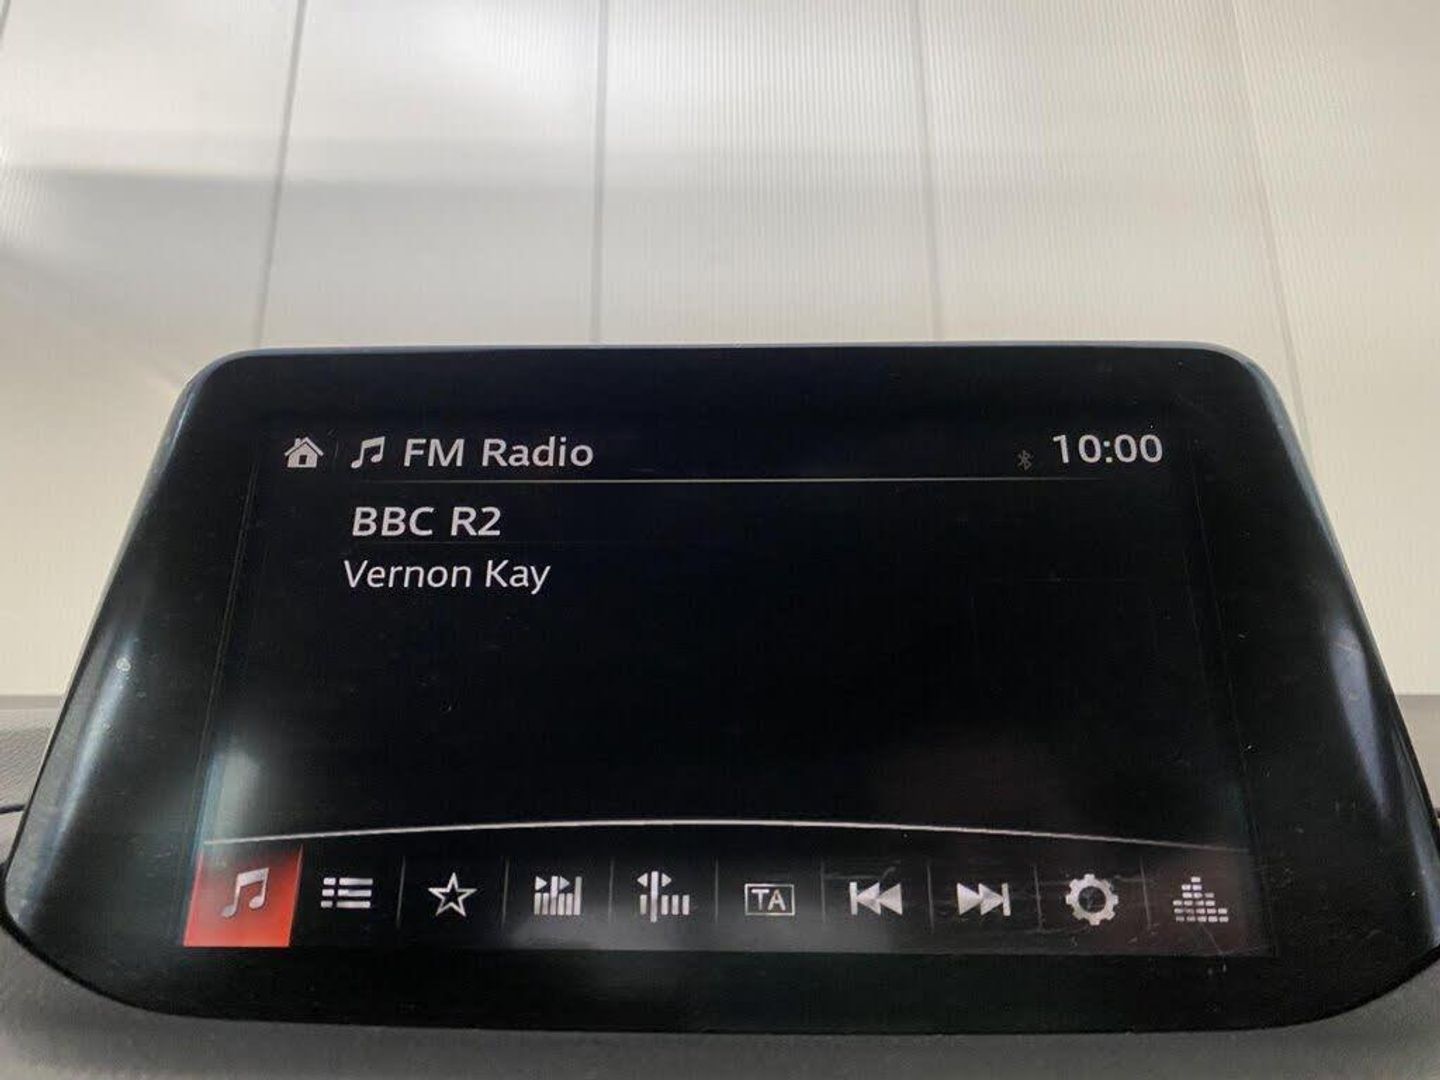 FM Radio 10:00
BBC R2
Vernon Kay
TA